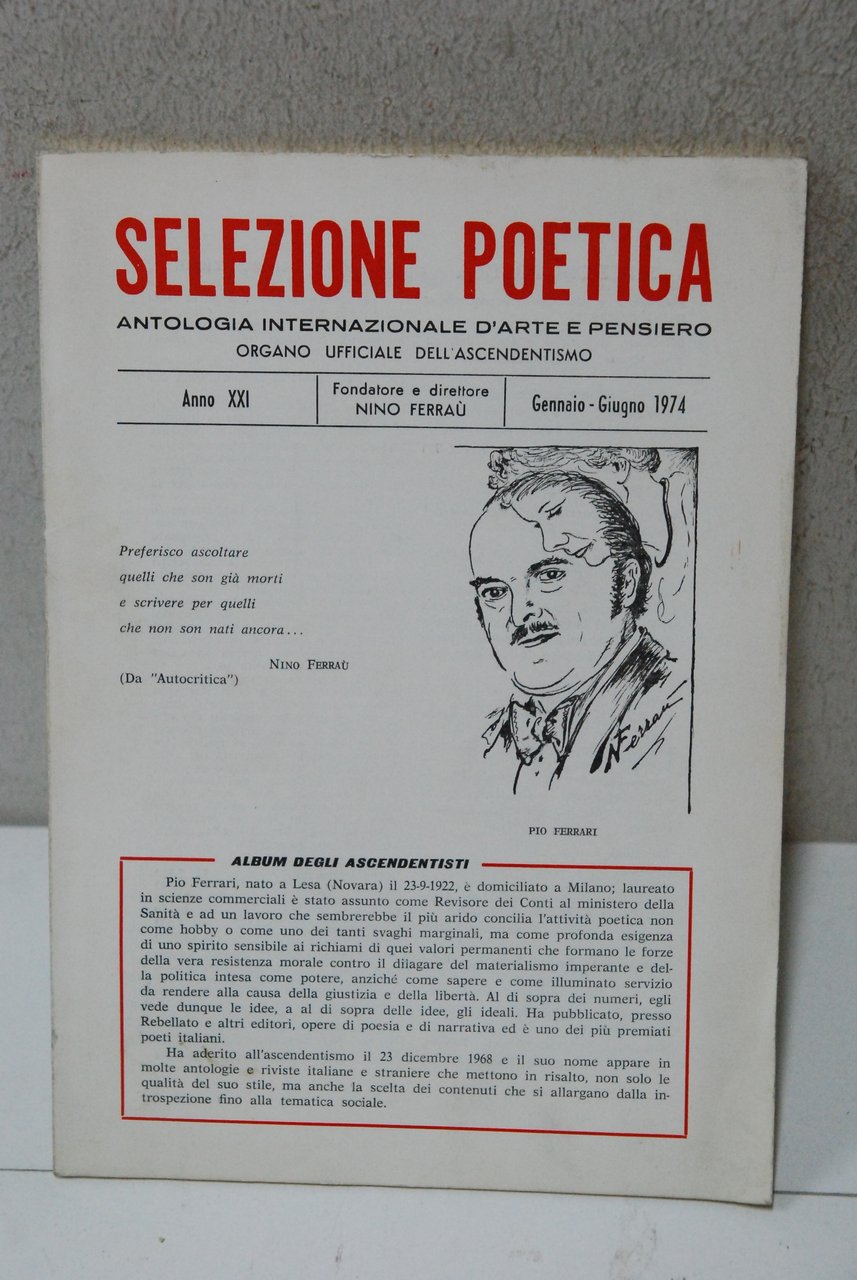 SELEZIONE POETICA
ANTOLOGIA INTERNAZIONALE D'ARTE E PENSIERO
ORGANO UFFICIALE DELL'ASCENDENTISMO
Anno XXI
Fondatore e direttore
NINO FERRAÙ
Gennaio - Giugno 1974
Preferisco ascoltare
quelli che son già morti
e scrivere per quelli
che non son nati ancora...
NINO FERRAÙ
(Da "Autocritica")
NFerraù
PIO FERRARI
ALBUM DEGLI ASCENDENTISTI
Pio Ferrari, nato a Lesa (Novara) il 23-9-1922, è domiciliato a Milano; laureato
in scienze commerciali è stato assunto come Revisore dei Conti al ministero della
Sanità e ad un lavoro che sembrerebbe il più arido concilia l'attività poetica non
come hobby o come uno dei tanti svaghi marginali, ma come profonda esigenza
di uno spirito sensibile ai richiami di quei valori permanenti che formano le forze
della vera resistenza morale contro il dilagare del materialismo imperante e del-
la politica intesa come potere, anziché come sapere e come illuminato servizio
da rendere alla causa della giustizia e della libertà. Al di sopra dei numeri, egli
vede dunque le idee, a al di sopra delle idee, gli ideali. Ha pubblicato, presso
Rebellato e altri editori, opere di poesia e di narrativa ed è uno dei più premiati
poeti italiani.
Ha aderito all'ascendentismo il 23 dicembre 1968 e il suo nome appare in
molte antologie e riviste italiane e straniere che mettono in risalto, non solo le
qualità del suo stile, ma anche la scelta dei contenuti che si allargano dalla in-
trospezione fino alla tematica sociale.